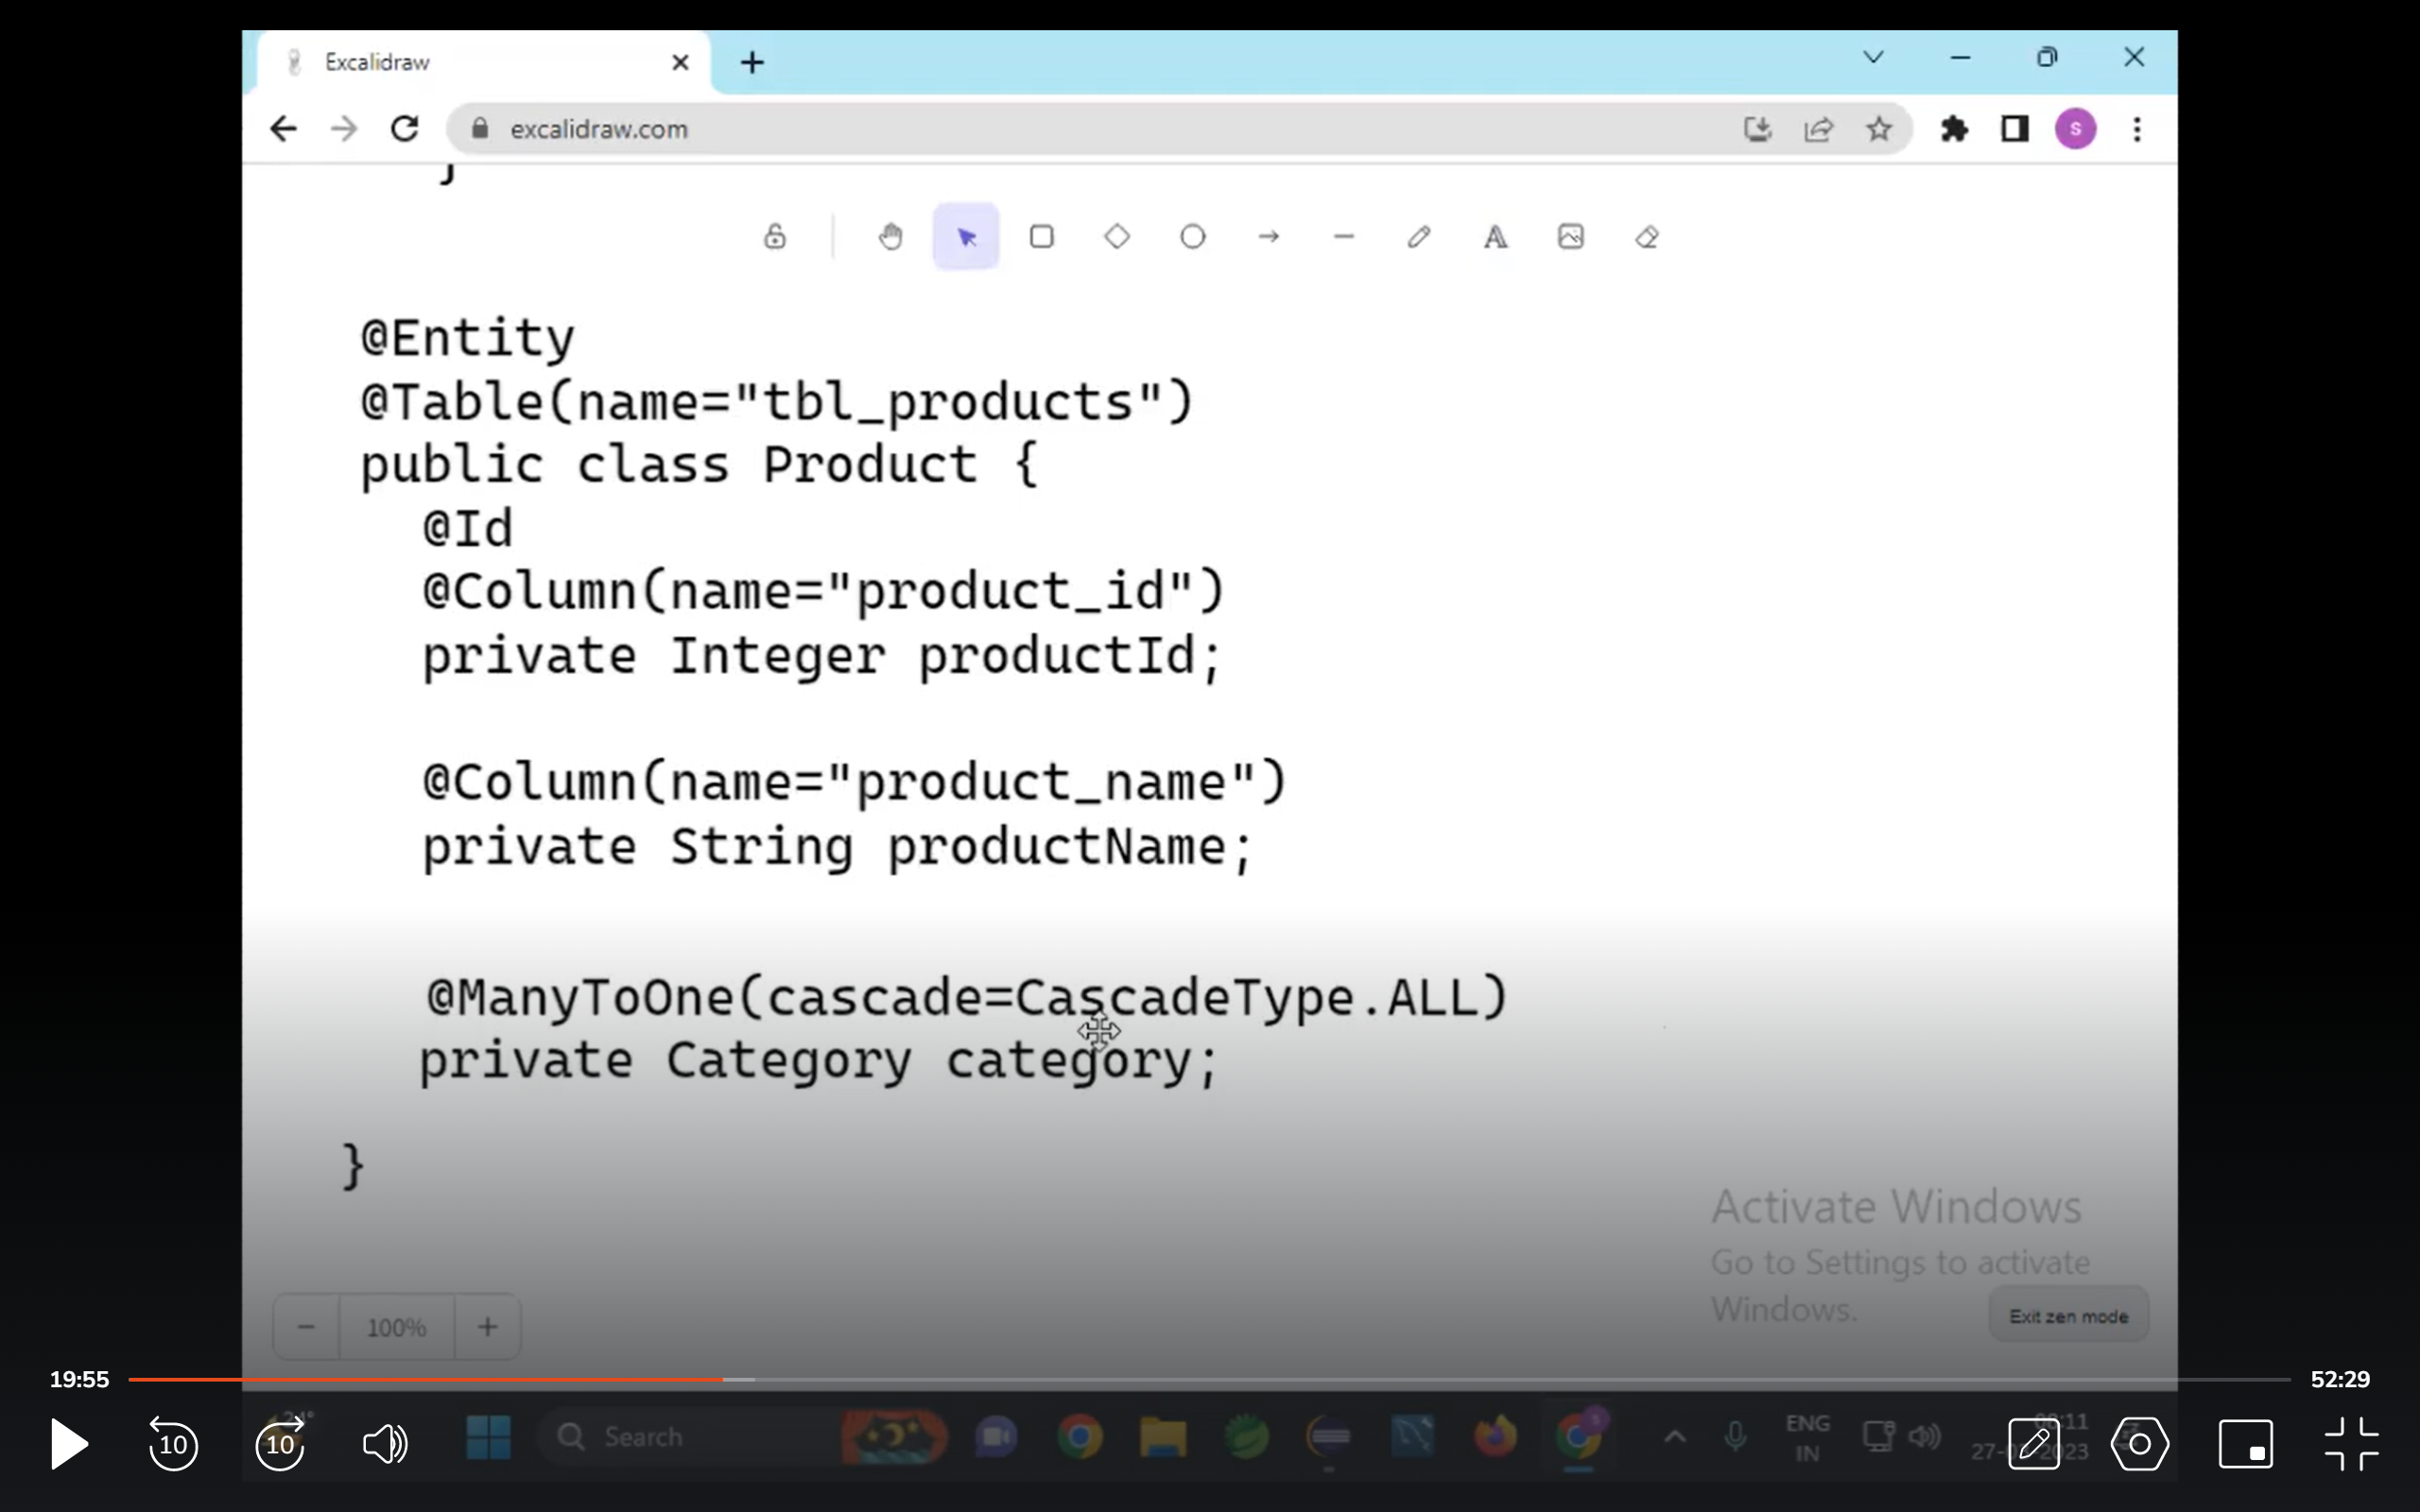 Excalidraw
excalidraw.com
S
}
@Entity
@Table(name="tbl_products")
public class Product {
@Id
@Column(name="product_id")
private Integer productId;
@Column(name="product_name")
private String productName;
@ManyToOne(cascade=CascadeType.ALL)
private Category category;
}
Activate Windows
Go to Settings to activate
Windows.
Exit zen mode
100%
19:55
52:29
10
10
Search
ENG
IN